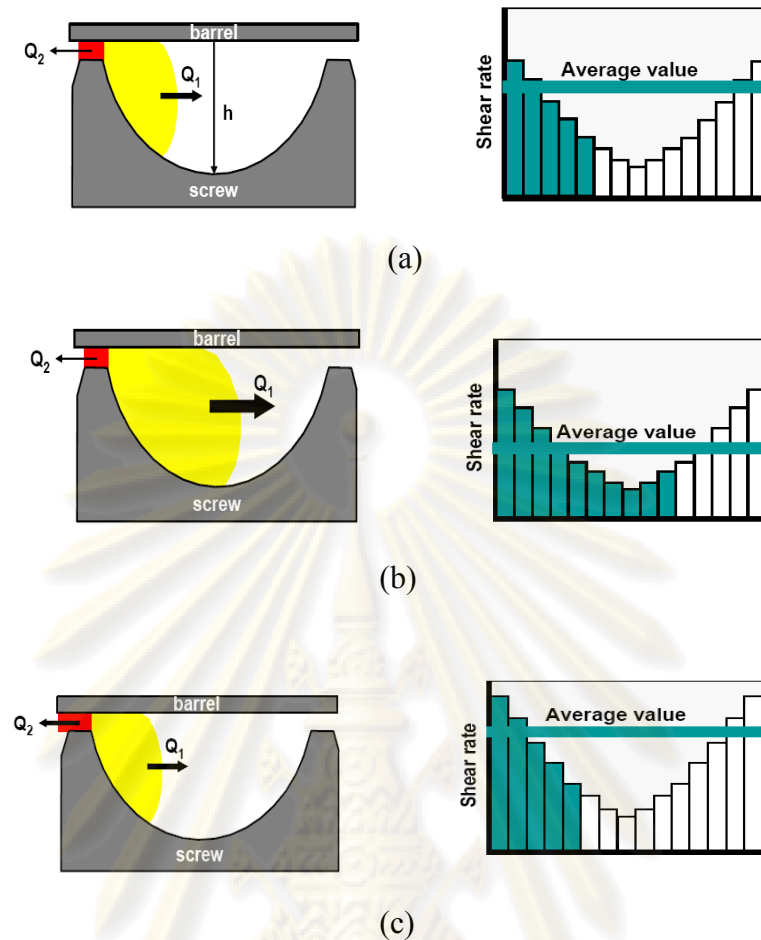 barrel
Q2
Q1
h
screw
Shear rate
Average value
(a)
barrel
Q2
Q1
screw
Shear rate
Average value
(b)
barrel
Q2
Q1
screw
Shear rate
Average value
(c)